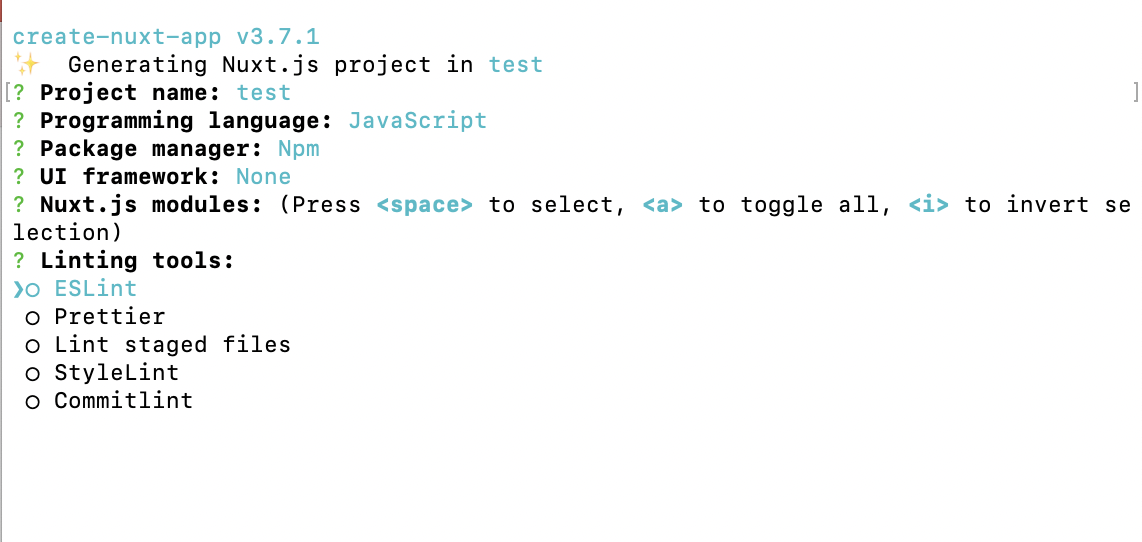 create-nuxt-app v3.7.1
✨  Generating Nuxt.js project in test
[? Project name: test ]
? Programming language: JavaScript
? Package manager: Npm
? UI framework: None
? Nuxt.js modules: (Press <space> to select, <a> to toggle all, <i> to invert se
lection)
? Linting tools:
❯○ ESLint
○ Prettier
○ Lint staged files
○ StyleLint
○ Commitlint